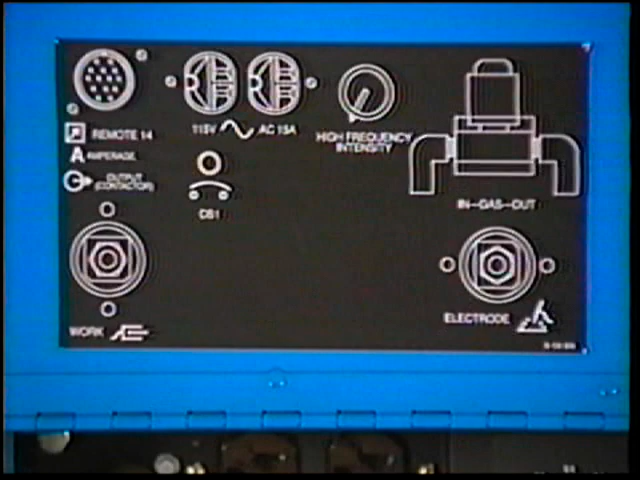 REMOTE 14
A AMPERAGE
OUTPUT
(CONTACTOR)
115V AC 15A
CB1
HIGH FREQUENCY
INTENSITY
IN-GAS-OUT
WORK
ELECTRODE